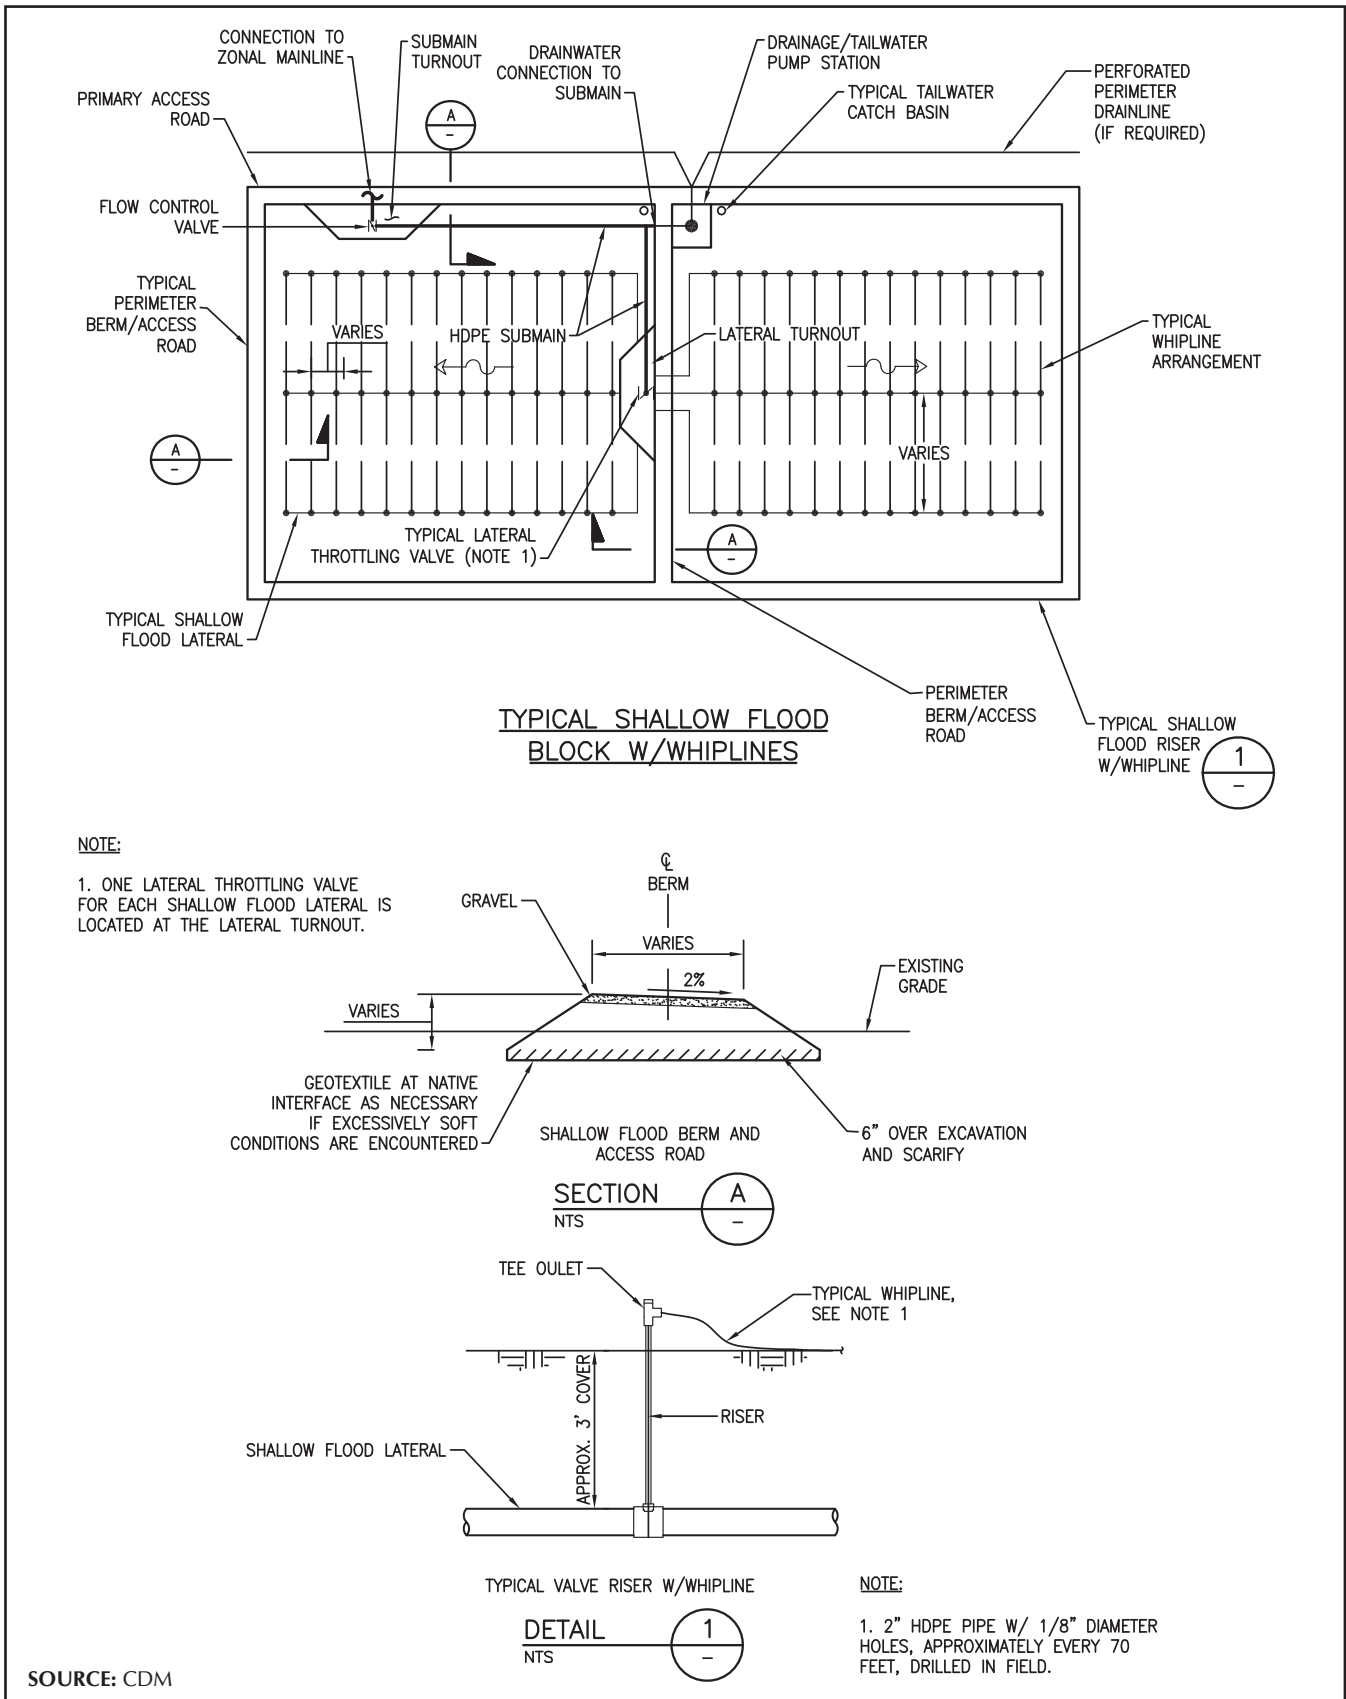 CONNECTION TO
ZONAL MAINLINE
SUBMAIN
TURNOUT
DRAINWATER
CONNECTION TO
SUBMAIN
DRAINAGE/TAILWATER
PUMP STATION
TYPICAL TAILWATER
CATCH BASIN
PERFORATED
PERIMETER
DRAINLINE
(IF REQUIRED)
PRIMARY ACCESS
ROAD
A
-
FLOW CONTROL
VALVE
TYPICAL
PERIMETER
BERM/ACCESS
ROAD
VARIES
HDPE SUBMAIN
LATERAL TURNOUT
TYPICAL
WHIPLINE
ARRANGEMENT
A
-
VARIES
TYPICAL LATERAL
THROTTLING VALVE (NOTE 1)
A
-
TYPICAL SHALLOW
FLOOD LATERAL
PERIMETER
BERM/ACCESS
ROAD
TYPICAL SHALLOW
FLOOD RISER
W/WHIPLINE
1
-
TYPICAL SHALLOW FLOOD
BLOCK W/WHIPLINES
NOTE:
1. ONE LATERAL THROTTLING VALVE
FOR EACH SHALLOW FLOOD LATERAL IS
LOCATED AT THE LATERAL TURNOUT.
℄
BERM
GRAVEL
VARIES
2%
EXISTING
GRADE
VARIES
GEOTEXTILE AT NATIVE
INTERFACE AS NECESSARY
IF EXCESSIVELY SOFT
CONDITIONS ARE ENCOUNTERED
6" OVER EXCAVATION
AND SCARIFY
SHALLOW FLOOD BERM AND
ACCESS ROAD
SECTION
NTS
A
-
TEE OULET
TYPICAL WHIPLINE,
SEE NOTE 1
APPROX. 3' COVER
RISER
SHALLOW FLOOD LATERAL
TYPICAL VALVE RISER W/WHIPLINE
DETAIL
NTS
1
-
NOTE:
1. 2" HDPE PIPE W/ 1/8" DIAMETER
HOLES, APPROXIMATELY EVERY 70
FEET, DRILLED IN FIELD.
SOURCE: CDM